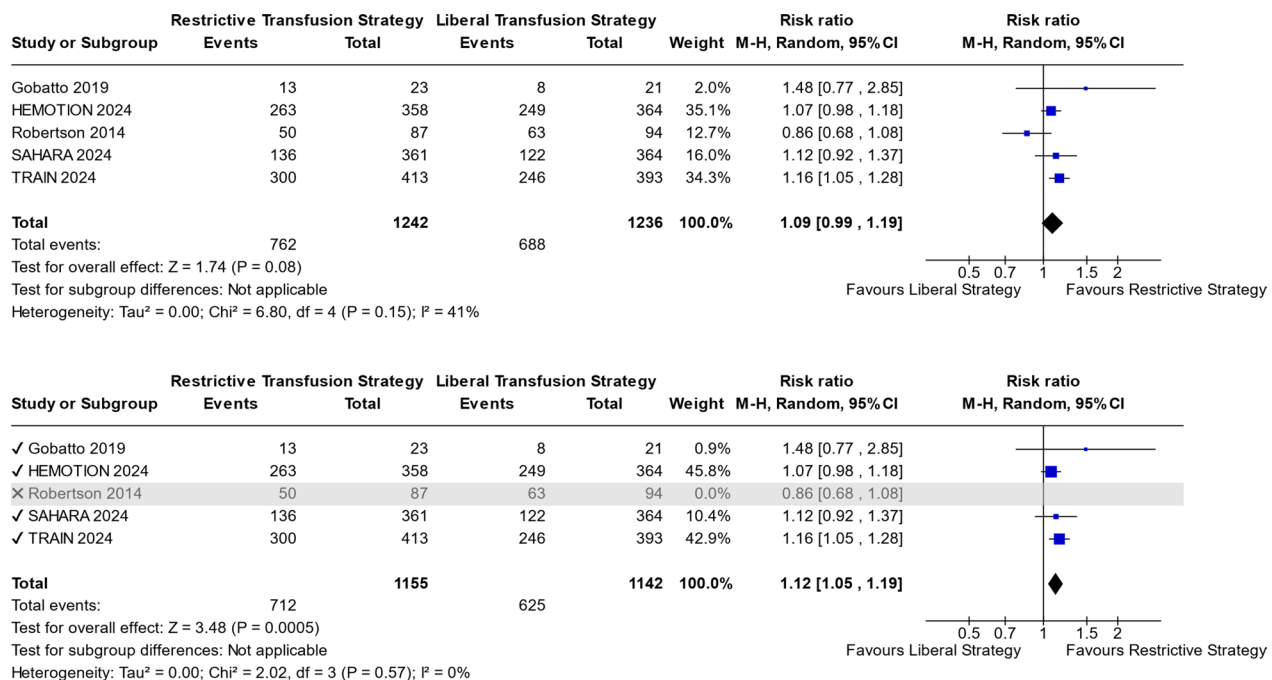 Restrictive Transfusion Strategy Liberal Transfusion Strategy Risk ratio Risk ratio
Study or Subgroup Events Total Events Total Weight M-H, Random, 95%CI M-H, Random, 95%CI
Gobatto 2019 13 23 8 21 2.0% 1.48 [0.77 , 2.85]
HEMOTION 2024 263 358 249 364 35.1% 1.07 [0.98 , 1.18]
Robertson 2014 50 87 63 94 12.7% 0.86 [0.68 , 1.08]
SAHARA 2024 136 361 122 364 16.0% 1.12 [0.92 , 1.37]
TRAIN 2024 300 413 246 393 34.3% 1.16 [1.05 , 1.28]
Total 1242 1236 100.0% 1.09 [0.99 , 1.19]
Total events: 762 688
Test for overall effect: Z = 1.74 (P = 0.08)
Test for subgroup differences: Not applicable
Heterogeneity: Tau² = 0.00; Chi² = 6.80, df = 4 (P = 0.15); I² = 41%
0.5 0.7 1 1.5 2
Favours Liberal Strategy Favours Restrictive Strategy
Restrictive Transfusion Strategy Liberal Transfusion Strategy Risk ratio Risk ratio
Study or Subgroup Events Total Events Total Weight M-H, Random, 95%CI M-H, Random, 95%CI
✓ Gobatto 2019 13 23 8 21 0.9% 1.48 [0.77 , 2.85]
✓ HEMOTION 2024 263 358 249 364 45.8% 1.07 [0.98 , 1.18]
✕ Robertson 2014 50 87 63 94 0.0% 0.86 [0.68 , 1.08]
✓ SAHARA 2024 136 361 122 364 10.4% 1.12 [0.92 , 1.37]
✓ TRAIN 2024 300 413 246 393 42.9% 1.16 [1.05 , 1.28]
Total 1155 1142 100.0% 1.12 [1.05 , 1.19]
Total events: 712 625
Test for overall effect: Z = 3.48 (P = 0.0005)
Test for subgroup differences: Not applicable
Heterogeneity: Tau² = 0.00; Chi² = 2.02, df = 3 (P = 0.57); I² = 0%
0.5 0.7 1 1.5 2
Favours Liberal Strategy Favours Restrictive Strategy